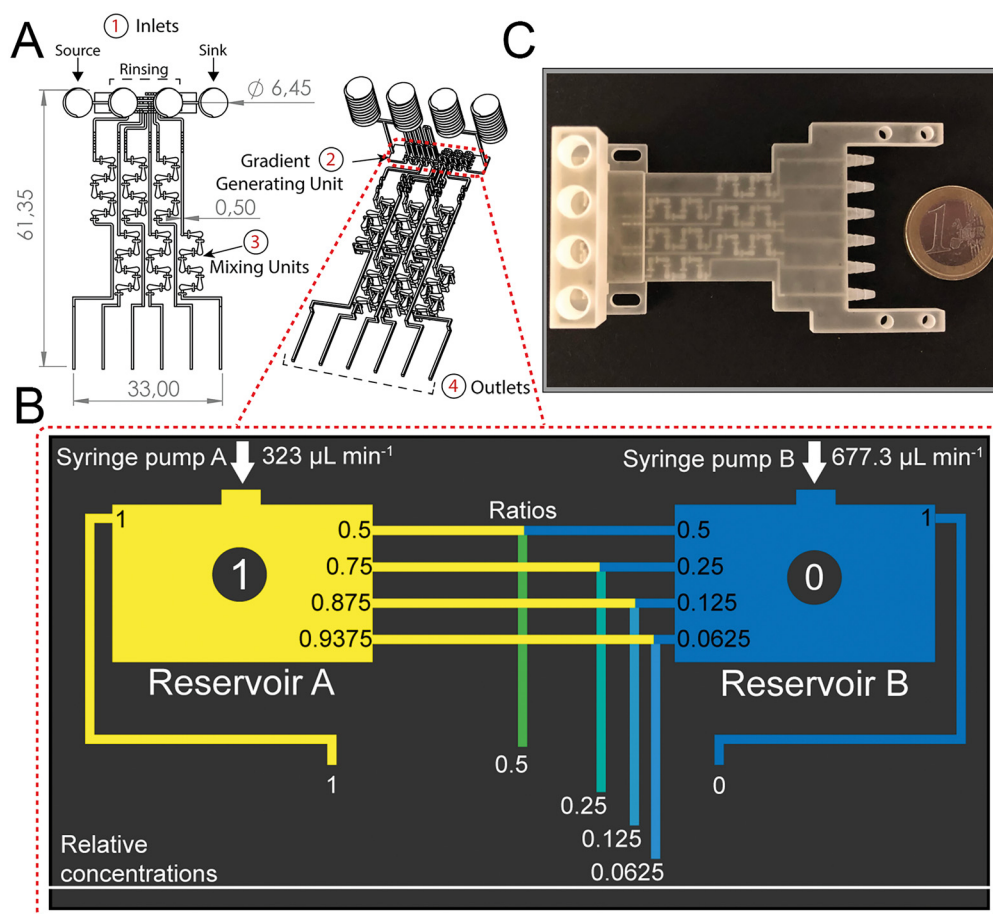 A
1 Inlets
Source
Sink
Rinsing
Ø 6,45
61,35
Gradient 2
Generating Unit
0,50
3
Mixing Units
33,00
4 Outlets
C
1
B
Syringe pump A 323 µL min-1
Syringe pump B 677.3 µL min-1
Ratios
1
0.5
0.5
1
0.75
0.25
1
0
0.875
0.125
0.9375
0.0625
Reservoir A
Reservoir B
0.5
1
0
0.25
0.125
0.0625
Relative
concentrations